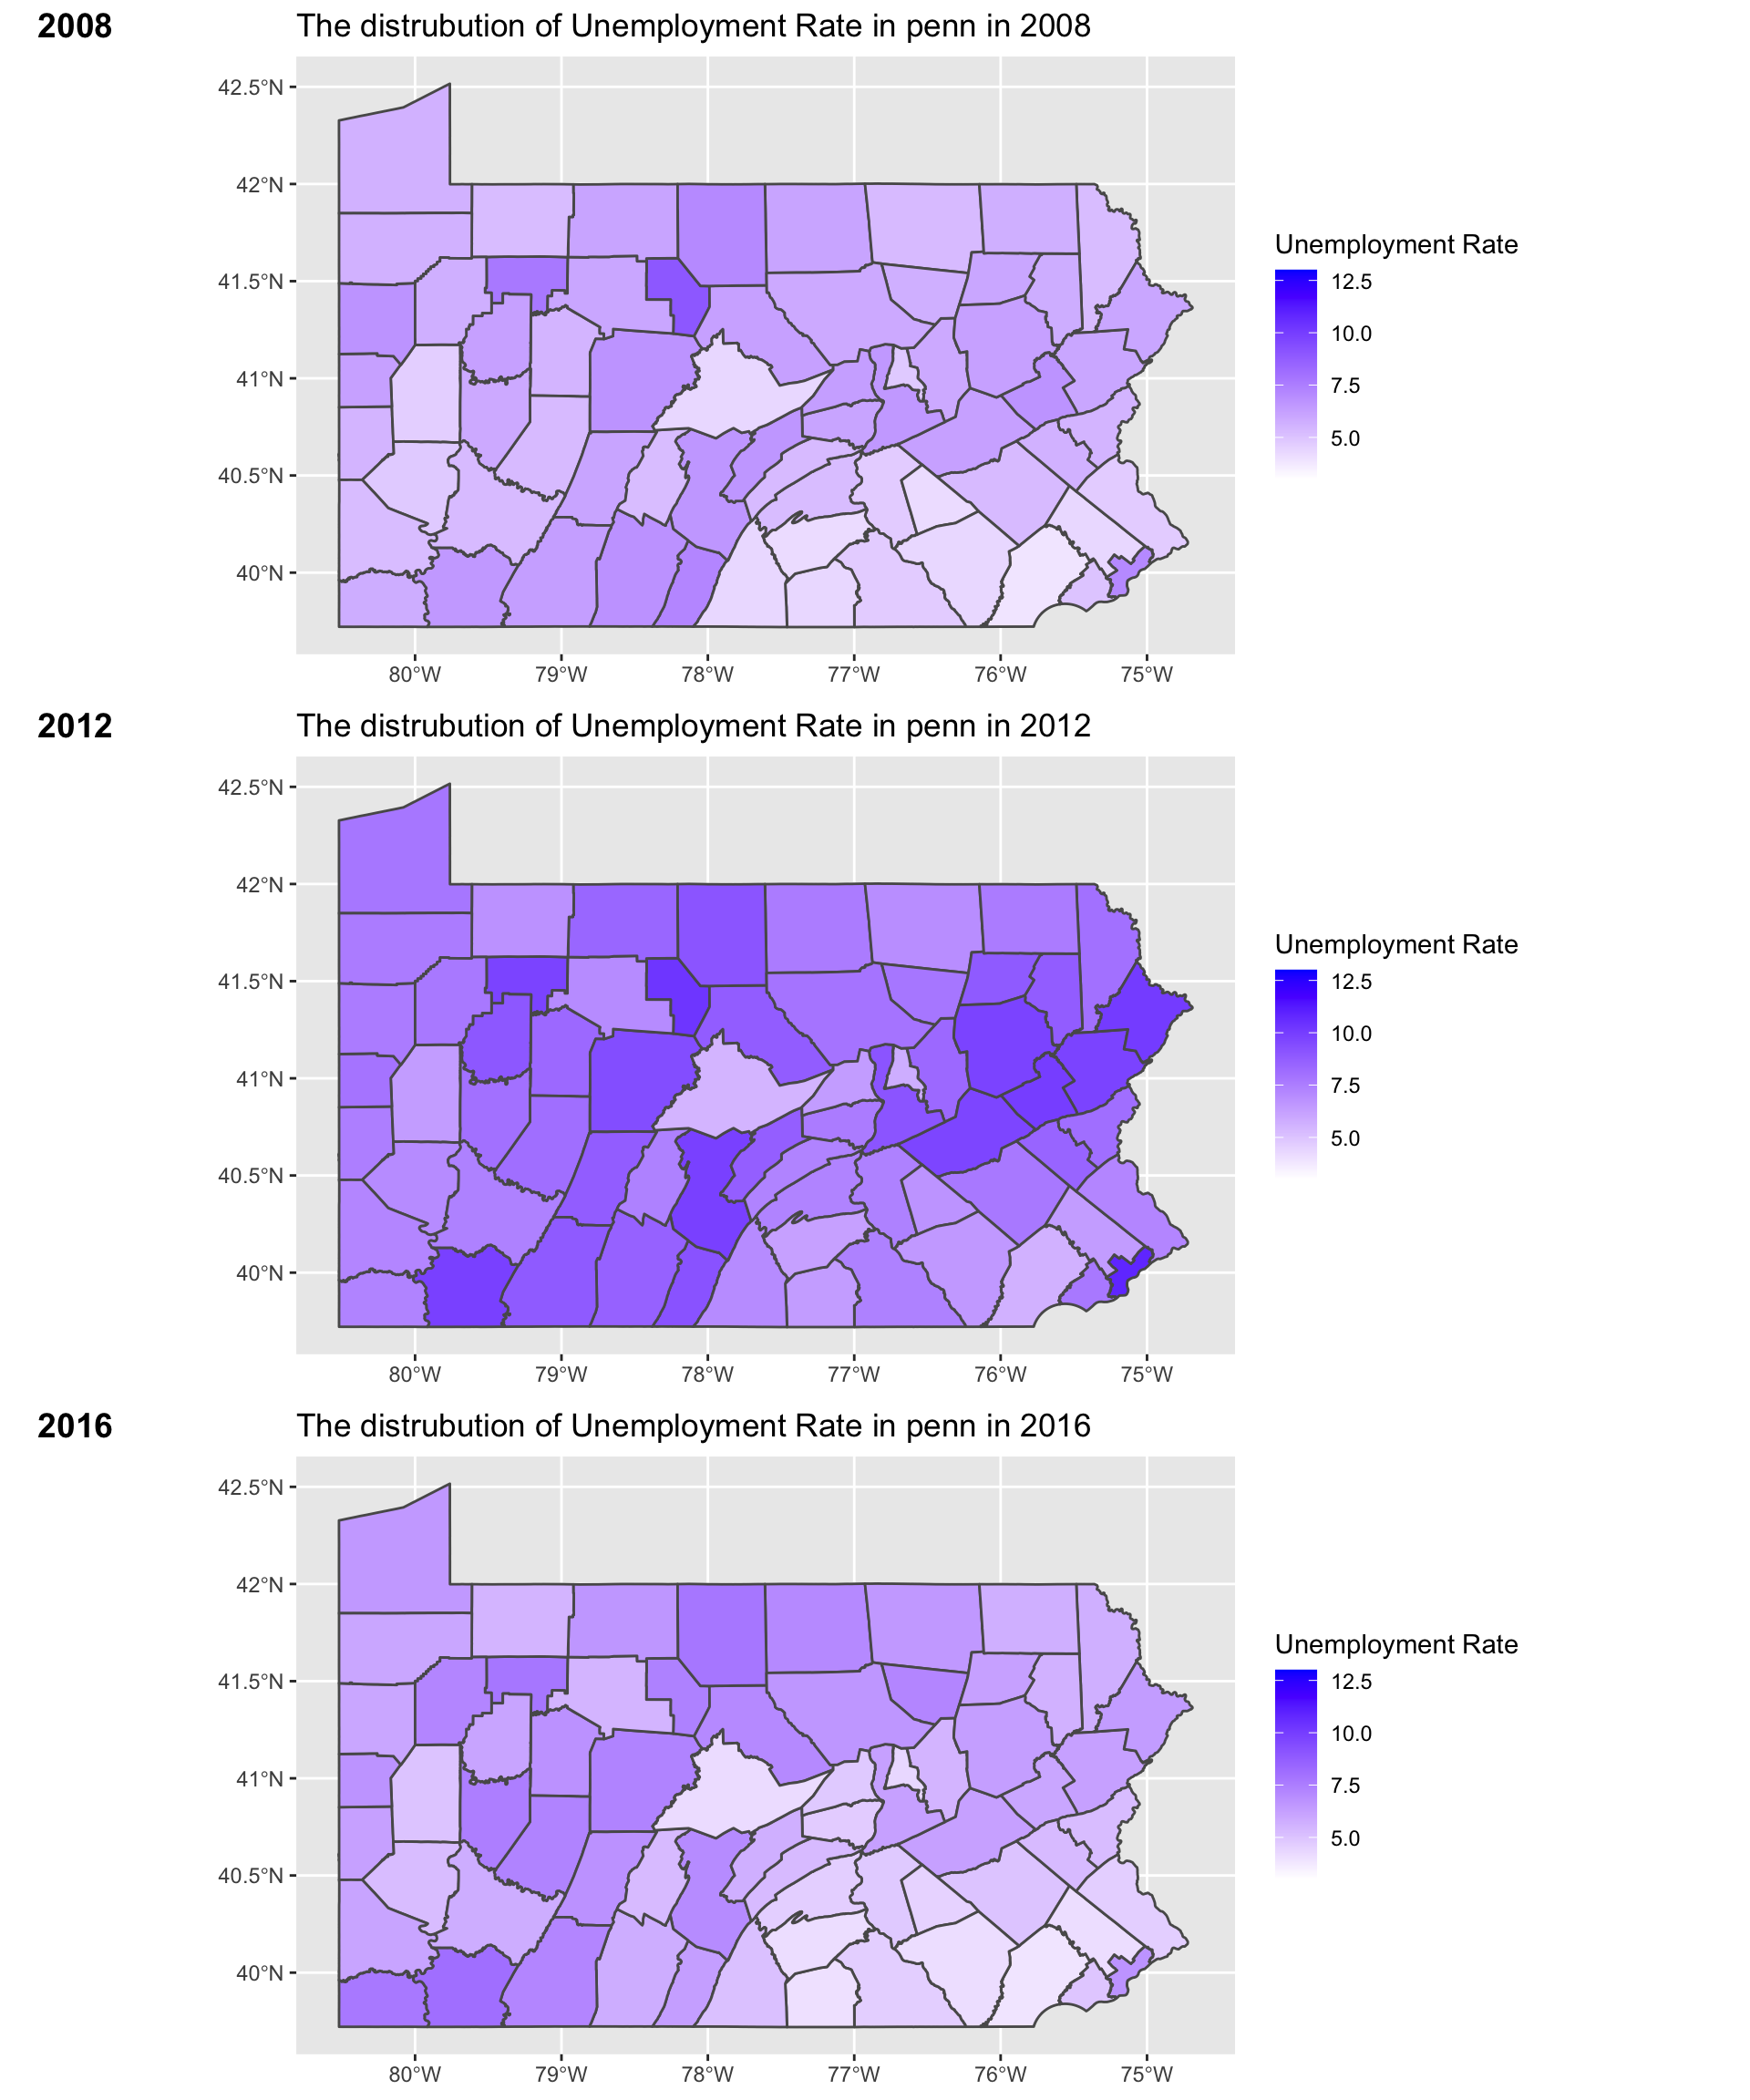 2008
The distrubution of Unemployment Rate in penn in 2008
42.5°N
42°N
41.5°N
41°N
40.5°N
40°N
80°W 79°W 78°W 77°W 76°W 75°W
Unemployment Rate
12.5
10.0
7.5
5.0
2012
The distrubution of Unemployment Rate in penn in 2012
42.5°N
42°N
41.5°N
41°N
40.5°N
40°N
80°W 79°W 78°W 77°W 76°W 75°W
Unemployment Rate
12.5
10.0
7.5
5.0
2016
The distrubution of Unemployment Rate in penn in 2016
42.5°N
42°N
41.5°N
41°N
40.5°N
40°N
80°W 79°W 78°W 77°W 76°W 75°W
Unemployment Rate
12.5
10.0
7.5
5.0